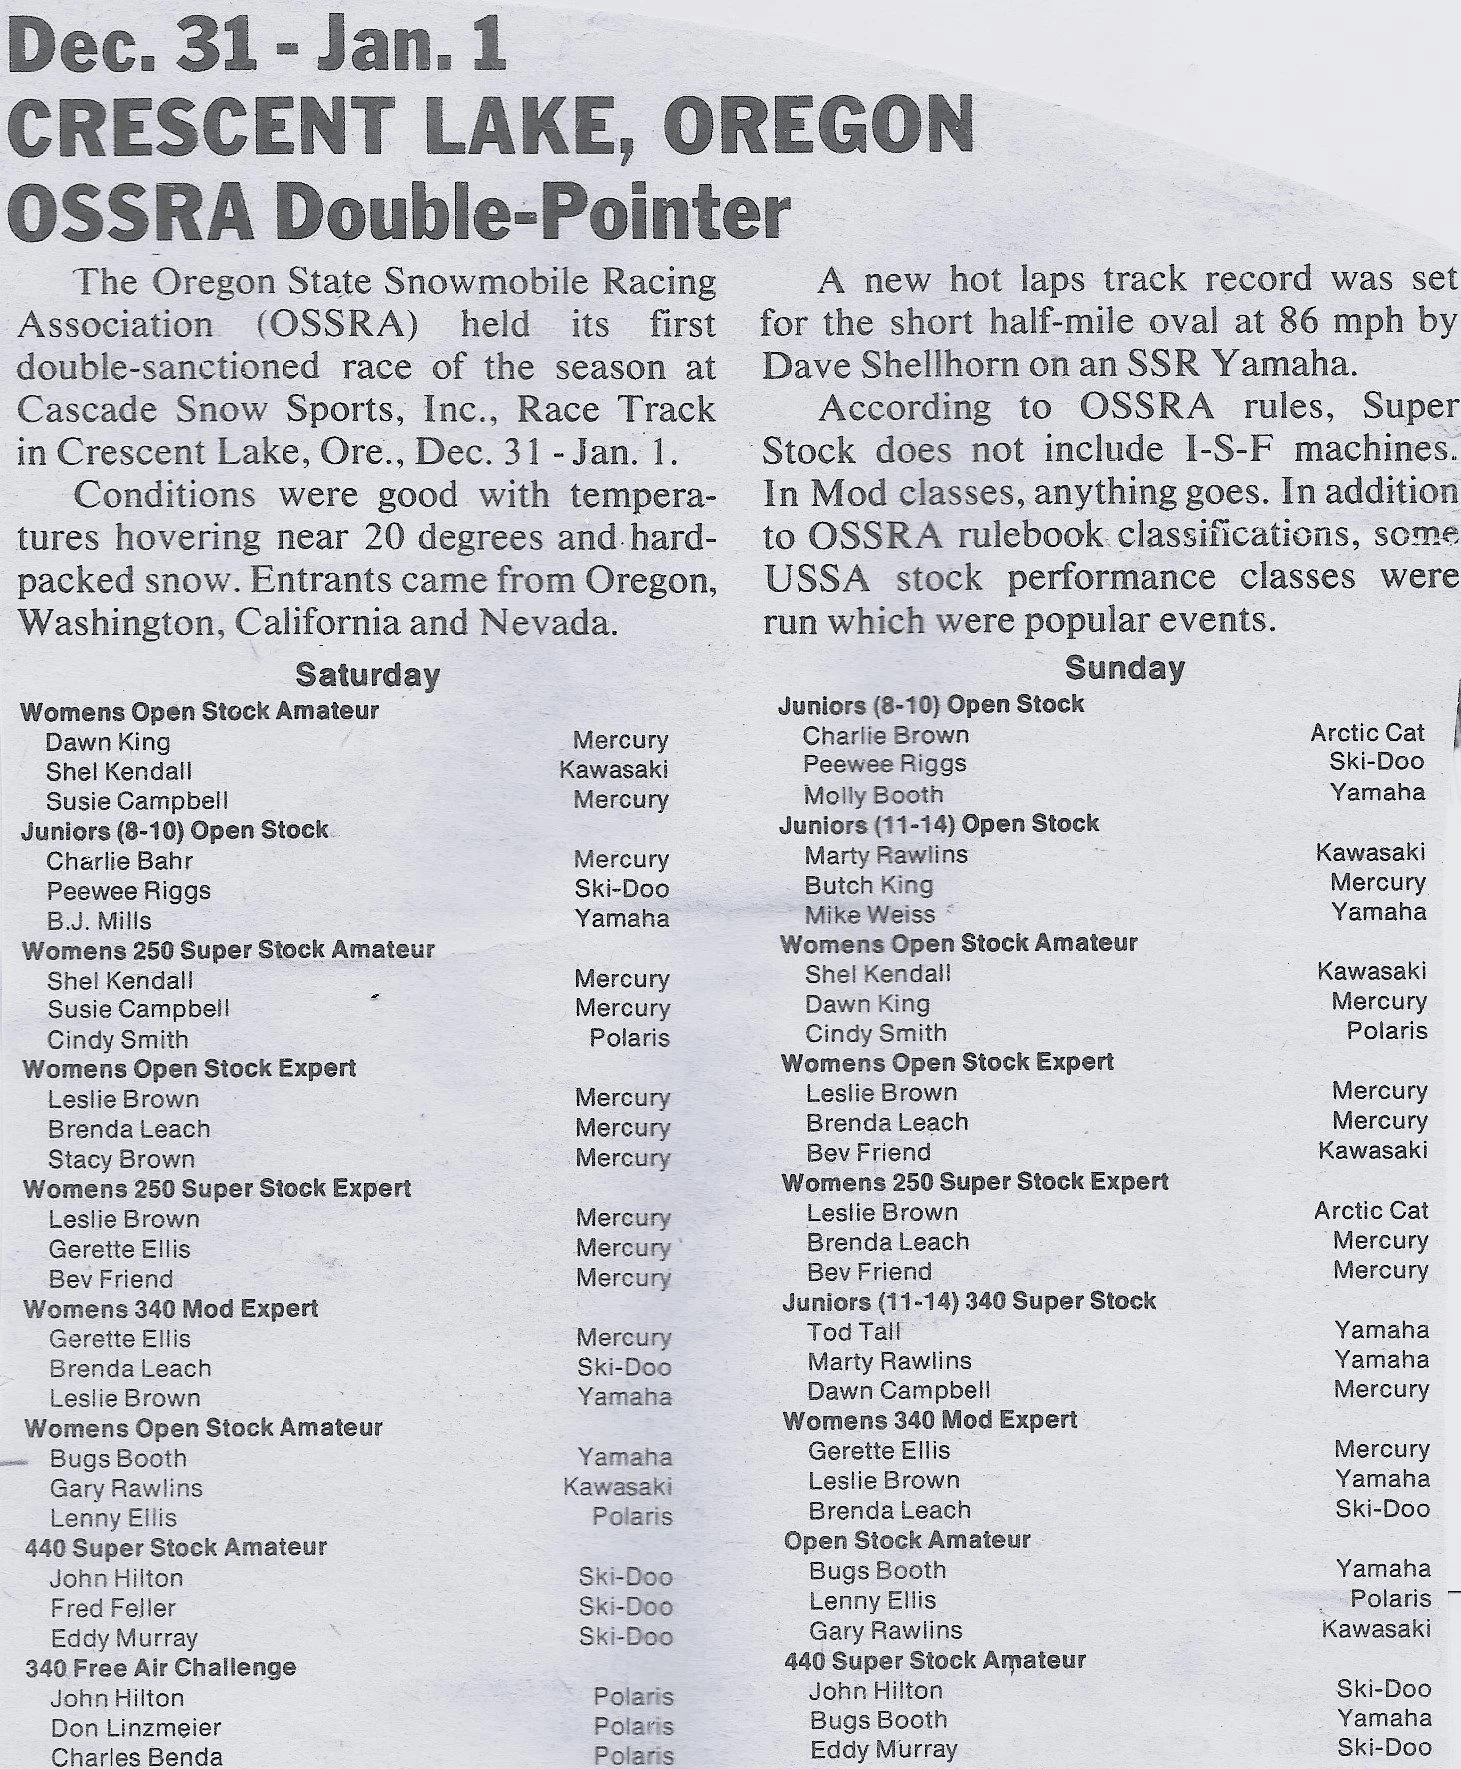 Dec. 31 - Jan. 1
CRESCENT LAKE, OREGON
OSSRA Double-Pointer
The Oregon State Snowmobile Racing
Association (OSSRA) held its first
double-sanctioned race of the season at
Cascade Snow Sports, Inc., Race Track
in Crescent Lake, Ore., Dec. 31 - Jan. 1.
Conditions were good with tempera-
tures hovering near 20 degrees and hard-
packed snow. Entrants came from Oregon,
Washington, California and Nevada.
Saturday
Womens Open Stock Amateur
Dawn King Mercury
Shel Kendall Kawasaki
Susie Campbell Mercury
Juniors (8-10) Open Stock
Charlie Bahr Mercury
Peewee Riggs Ski-Doo
B.J. Mills Yamaha
Womens 250 Super Stock Amateur
Shel Kendall Mercury
Susie Campbell Mercury
Cindy Smith Polaris
Womens Open Stock Expert
Leslie Brown Mercury
Brenda Leach Mercury
Stacy Brown Mercury
Womens 250 Super Stock Expert
Leslie Brown Mercury
Gerette Ellis Mercury
Bev Friend Mercury
Womens 340 Mod Expert
Gerette Ellis Mercury
Brenda Leach Ski-Doo
Leslie Brown Yamaha
Womens Open Stock Amateur
Bugs Booth Yamaha
Gary Rawlins Kawasaki
Lenny Ellis Polaris
440 Super Stock Amateur
John Hilton Ski-Doo
Fred Feller Ski-Doo
Eddy Murray Ski-Doo
340 Free Air Challenge
John Hilton Polaris
Don Linzmeier Polaris
Charles Benda Polaris
A new hot laps track record was set
for the short half-mile oval at 86 mph by
Dave Shellhorn on an SSR Yamaha.
According to OSSRA rules, Super
Stock does not include I-S-F machines.
In Mod classes, anything goes. In addition
to OSSRA rulebook classifications, some
USSA stock performance classes were
run which were popular events.
Sunday
Juniors (8-10) Open Stock
Charlie Brown Arctic Cat
Peewee Riggs Ski-Doo
Molly Booth Yamaha
Juniors (11-14) Open Stock
Marty Rawlins Kawasaki
Butch King Mercury
Mike Weiss Yamaha
Womens Open Stock Amateur
Shel Kendall Kawasaki
Dawn King Mercury
Cindy Smith Polaris
Womens Open Stock Expert
Leslie Brown Mercury
Brenda Leach Mercury
Bev Friend Kawasaki
Womens 250 Super Stock Expert
Leslie Brown Arctic Cat
Brenda Leach Mercury
Bev Friend Mercury
Juniors (11-14) 340 Super Stock
Tod Tall Yamaha
Marty Rawlins Yamaha
Dawn Campbell Mercury
Womens 340 Mod Expert
Gerette Ellis Mercury
Leslie Brown Yamaha
Brenda Leach Ski-Doo
Open Stock Amateur
Bugs Booth Yamaha
Lenny Ellis Polaris
Gary Rawlins Kawasaki
440 Super Stock Amateur
John Hilton Ski-Doo
Bugs Booth Yamaha
Eddy Murray Ski-Doo